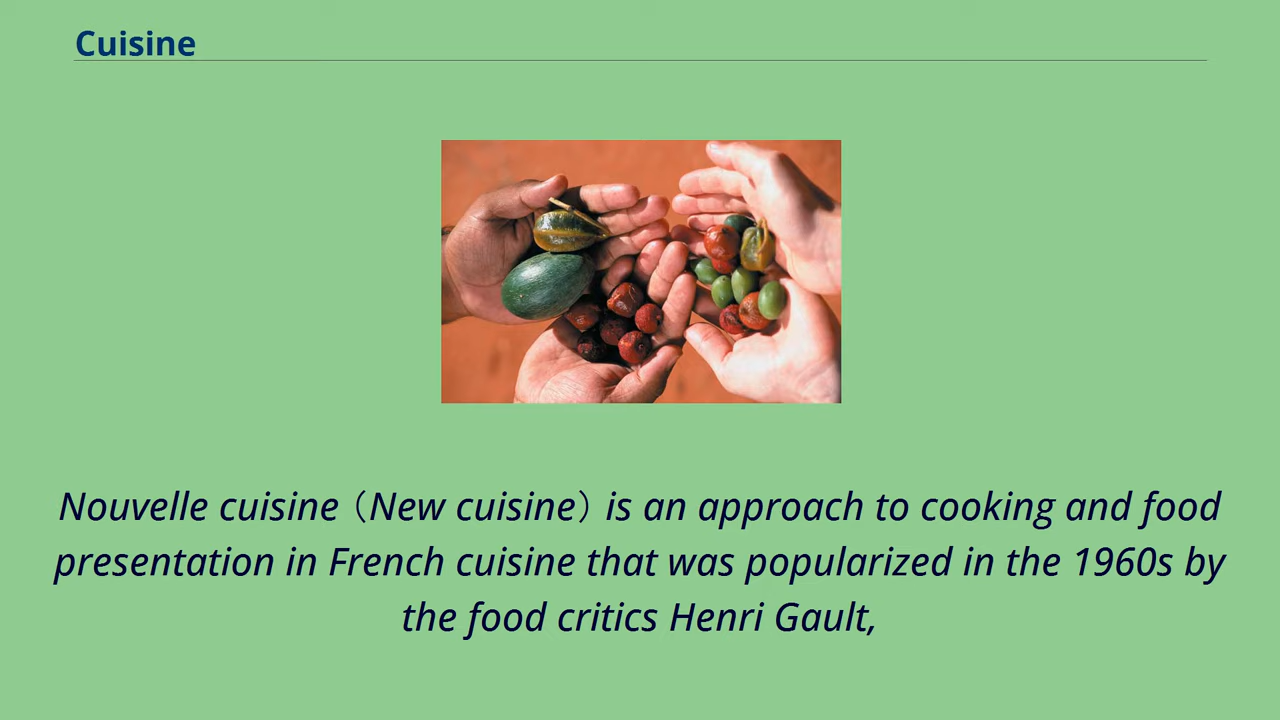 Cuisine
Nouvelle cuisine（New cuisine）is an approach to cooking and food
presentation in French cuisine that was popularized in the 1960s by
the food critics Henri Gault,